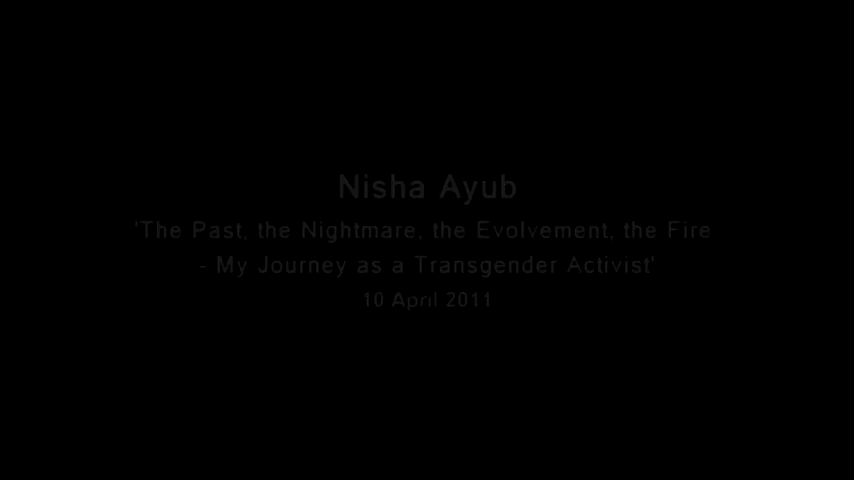 Nisha Ayub
'The Past, the Nightmare, the Evolvement, the Fire
- My Journey as a Transgender Activist'
10 April 2011